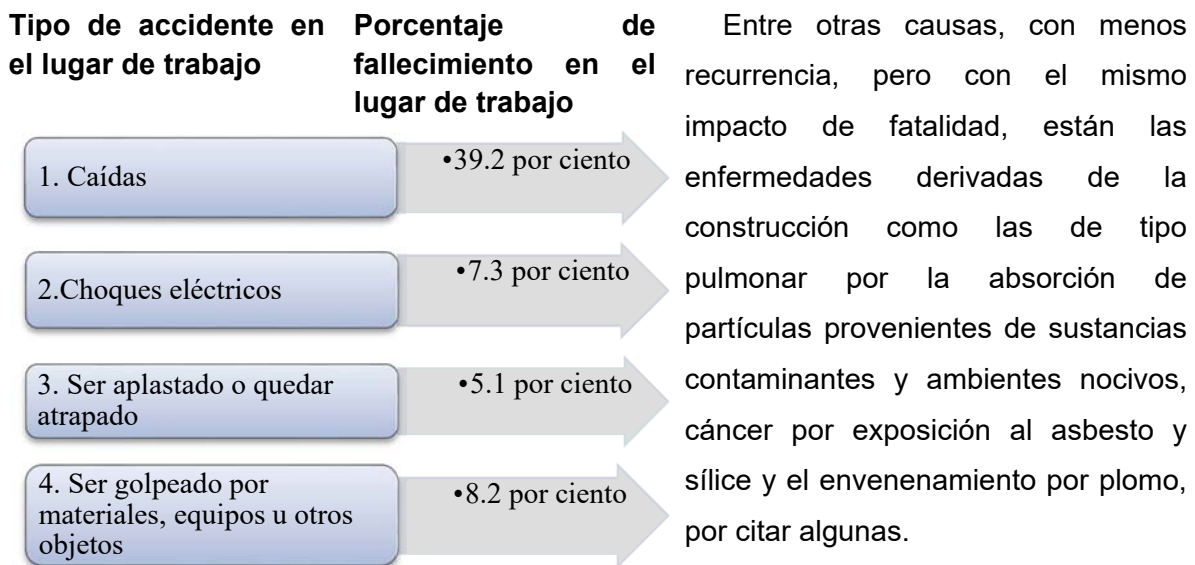 Tipo de accidente en
el lugar de trabajo
Porcentaje de
fallecimiento en el
lugar de trabajo
1. Caídas
•39.2 por ciento
2.Choques eléctricos
•7.3 por ciento
3. Ser aplastado o quedar
atrapado
•5.1 por ciento
4. Ser golpeado por
materiales, equipos u otros
objetos
•8.2 por ciento
Entre otras causas, con menos
recurrencia, pero con el mismo
impacto de fatalidad, están las
enfermedades derivadas de la
construcción como las de tipo
pulmonar por la absorción de
partículas provenientes de sustancias
contaminantes y ambientes nocivos,
cáncer por exposición al asbesto y
sílice y el envenenamiento por plomo,
por citar algunas.